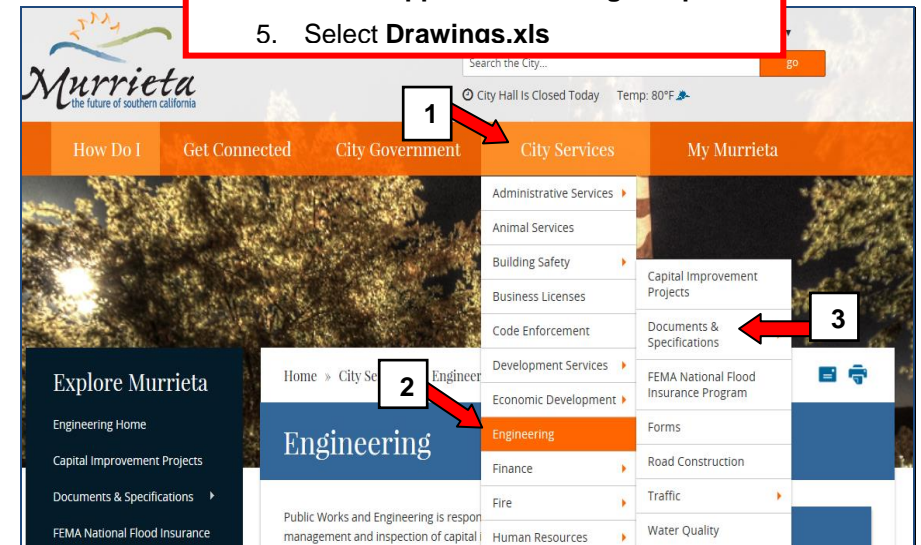 5. Select Drawings.xls
Murrieta
the future of southern california
Search the City...
go
City Hall Is Closed Today Temp: 80°F
1
How Do I Get Connected City Government City Services My Murrieta
Administrative Services
Animal Services
Building Safety
Business Licenses
Code Enforcement
Development Services
Economic Development
Engineering
Finance
Fire
Human Resources
Capital Improvement
Projects
Documents &
Specifications
3
FEMA National Flood
Insurance Program
Forms
Road Construction
Traffic
Water Quality
Explore Murrieta
Engineering Home
Capital Improvement Projects
Documents & Specifications
FEMA National Flood Insurance
Home » City Se Engineer
2
Engineering
Public Works and Engineering is respon
management and inspection of capital i